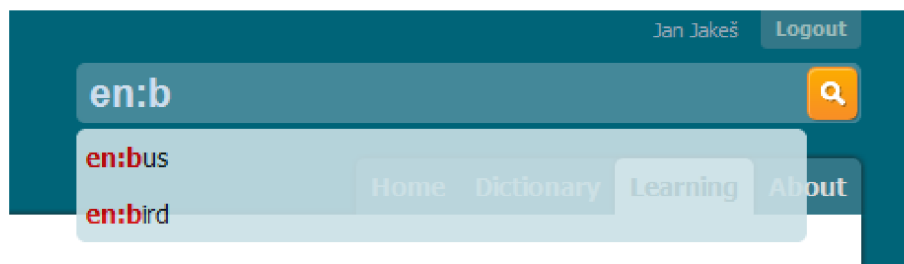 Jan Jakeš Logout
en:b
en:bus
Home Dictionary Learning About
en:bird